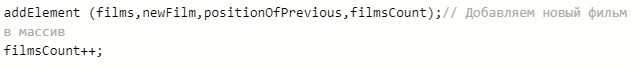 addElement (films,newFilm,positionOfPrevious,filmsCount);// Добавляем новый фильм
в массив
filmsCount++;